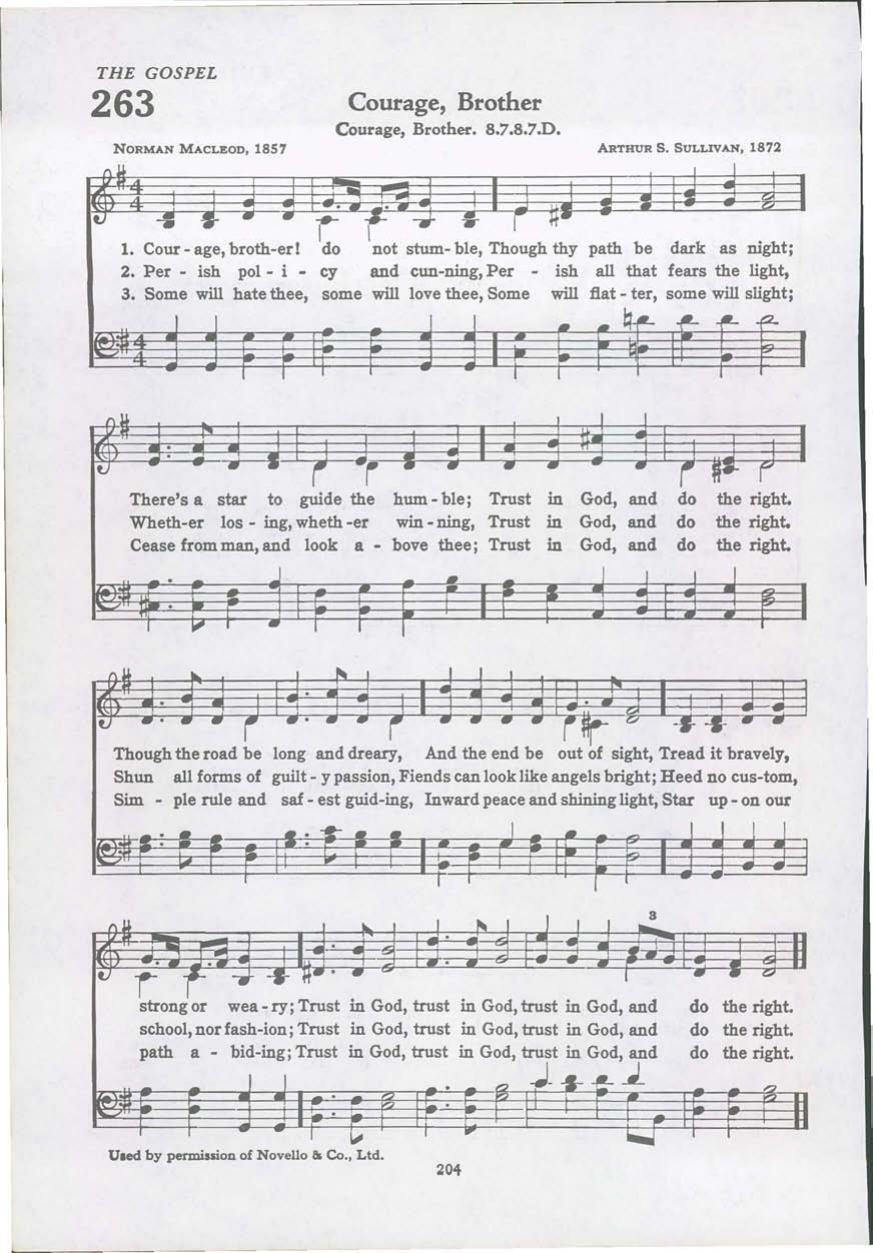 THE GOSPEL
263
Courage, Brother
Courage, Brother. 8.7.8.7.D.
NORMAN MACLEOD, 1857
ARTHUR S. SULLIVAN, 1872
4
4
1. Cour - age, broth-er! do not stum- ble, Though thy path be dark as night;
2. Per - ish pol - i - cy and cun-ning, Per - ish all that fears the light,
3. Some will hate thee, some will love thee, Some will flat - ter, some will slight;
4
4
There's a star to guide the hum - ble; Trust in God, and do the right.
Wheth-er los - ing, wheth -er win - ning, Trust in God, and do the right.
Cease from man, and look a - bove thee; Trust in God, and do the right.
Though the road be long and dreary, And the end be out of sight, Tread it bravely,
Shun all forms of guilt - y passion, Fiends can look like angels bright; Heed no cus-tom,
Sim - ple rule and saf - est guid-ing, Inward peace and shining light, Star up - on our
3
strong or wea - ry; Trust in God, trust in God, trust in God, and do the right.
school, nor fash-ion; Trust in God, trust in God, trust in God, and do the right.
path a - bid-ing; Trust in God, trust in God, trust in God, and do the right.
Used by permission of Novello & Co., Ltd.
204